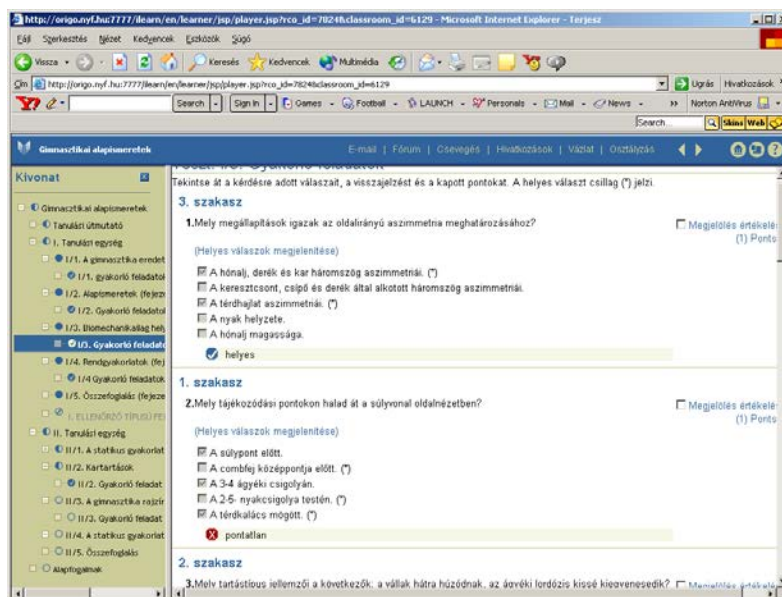 http://origo.nyf.hu:7777/ilearn/en/learner/jsp/player.jsp?rco_id=7824&classroom_id=6129 - Microsoft Internet Explorer - Terjesz
Fájl Szerkesztés Nézet Kedvencek Eszközök Súgó
Vissza Keresés Kedvencek Multimédia
Cím http://origo.nyf.hu:7777/ilearn/en/learner/jsp/player.jsp?rco_id=7824&classroom_id=6129 Ugrás Hivatkozások
Y! Search Sign In Games Football LAUNCH Personals Mail News Norton AntiVirus
Search... Skins Web
Gimnasztikai alapismeretek E-mail | Fórum | Csevegés | Hivatkozások | Vázlat | Osztályzás
Kivonat
Gimnasztikai alapismeretek
Tanulási útmutató
I. Tanulási egység
I/1. A gimnasztika eredet
I/1. gyakorló feladatok
I/2. Alapismeretek (fejeze
I/2. Gyakorló feladatol
I/3. Biomechanikailag hely
I/3. Gyakorló feladatc
I/4. Rendgyakorlatok (fej
I/4 Gyakorló feladatok
I/5. Összefoglalás (fejeze
I. ELLENŐRZŐ TÍPUSÚ FE
II. Tanulási egység
II/1. A statikus gyakorlat
II/2. Kartartások
II/2. Gyakorló feladat
II/3. A gimnasztika rajzír
II/3. Gyakorló feladat
II/4. A statikus gyakorlat
II/5. Összefoglalás
Alapfogalmak
Teszt: I/3. Gyakorló feladatok
Tekintse át a kérdésre adott válaszait, a visszajelzést és a kapott pontokat. A helyes választ csillag (*) jelzi.
3. szakasz
1.Mely megállapítások igazak az oldalirányú aszimmetria meghatározásához? Megjelölés értékelé
(1) Ponts
(Helyes válaszok megjelenítése)
A hónalj, derék és kar háromszög aszimmetriái. (*)
A keresztcsont, csípő és derék által alkotott háromszög aszimmetriái.
A térdhajlat aszimmetriái. (*)
A nyak helyzete.
A hónalj magassága.
helyes
1. szakasz
2.Mely tájékozódási pontokon halad át a súlyvonal oldalnézetben? Megjelölés értékelé
(1) Ponts
(Helyes válaszok megjelenítése)
A súlypont előtt.
A combfej középpontja előtt. (*)
A 3-4 ágyéki csigolyán.
A 2-5- nyakcsigolya testén. (*)
A térdkalács mögött. (*)
pontatlan
2. szakasz
3.Mely tartástípus jellemzői a következők: a vállak hátra húzódnak, az ágyéki lordózis kissé kiegyenesedik? Megjelölés értékelé